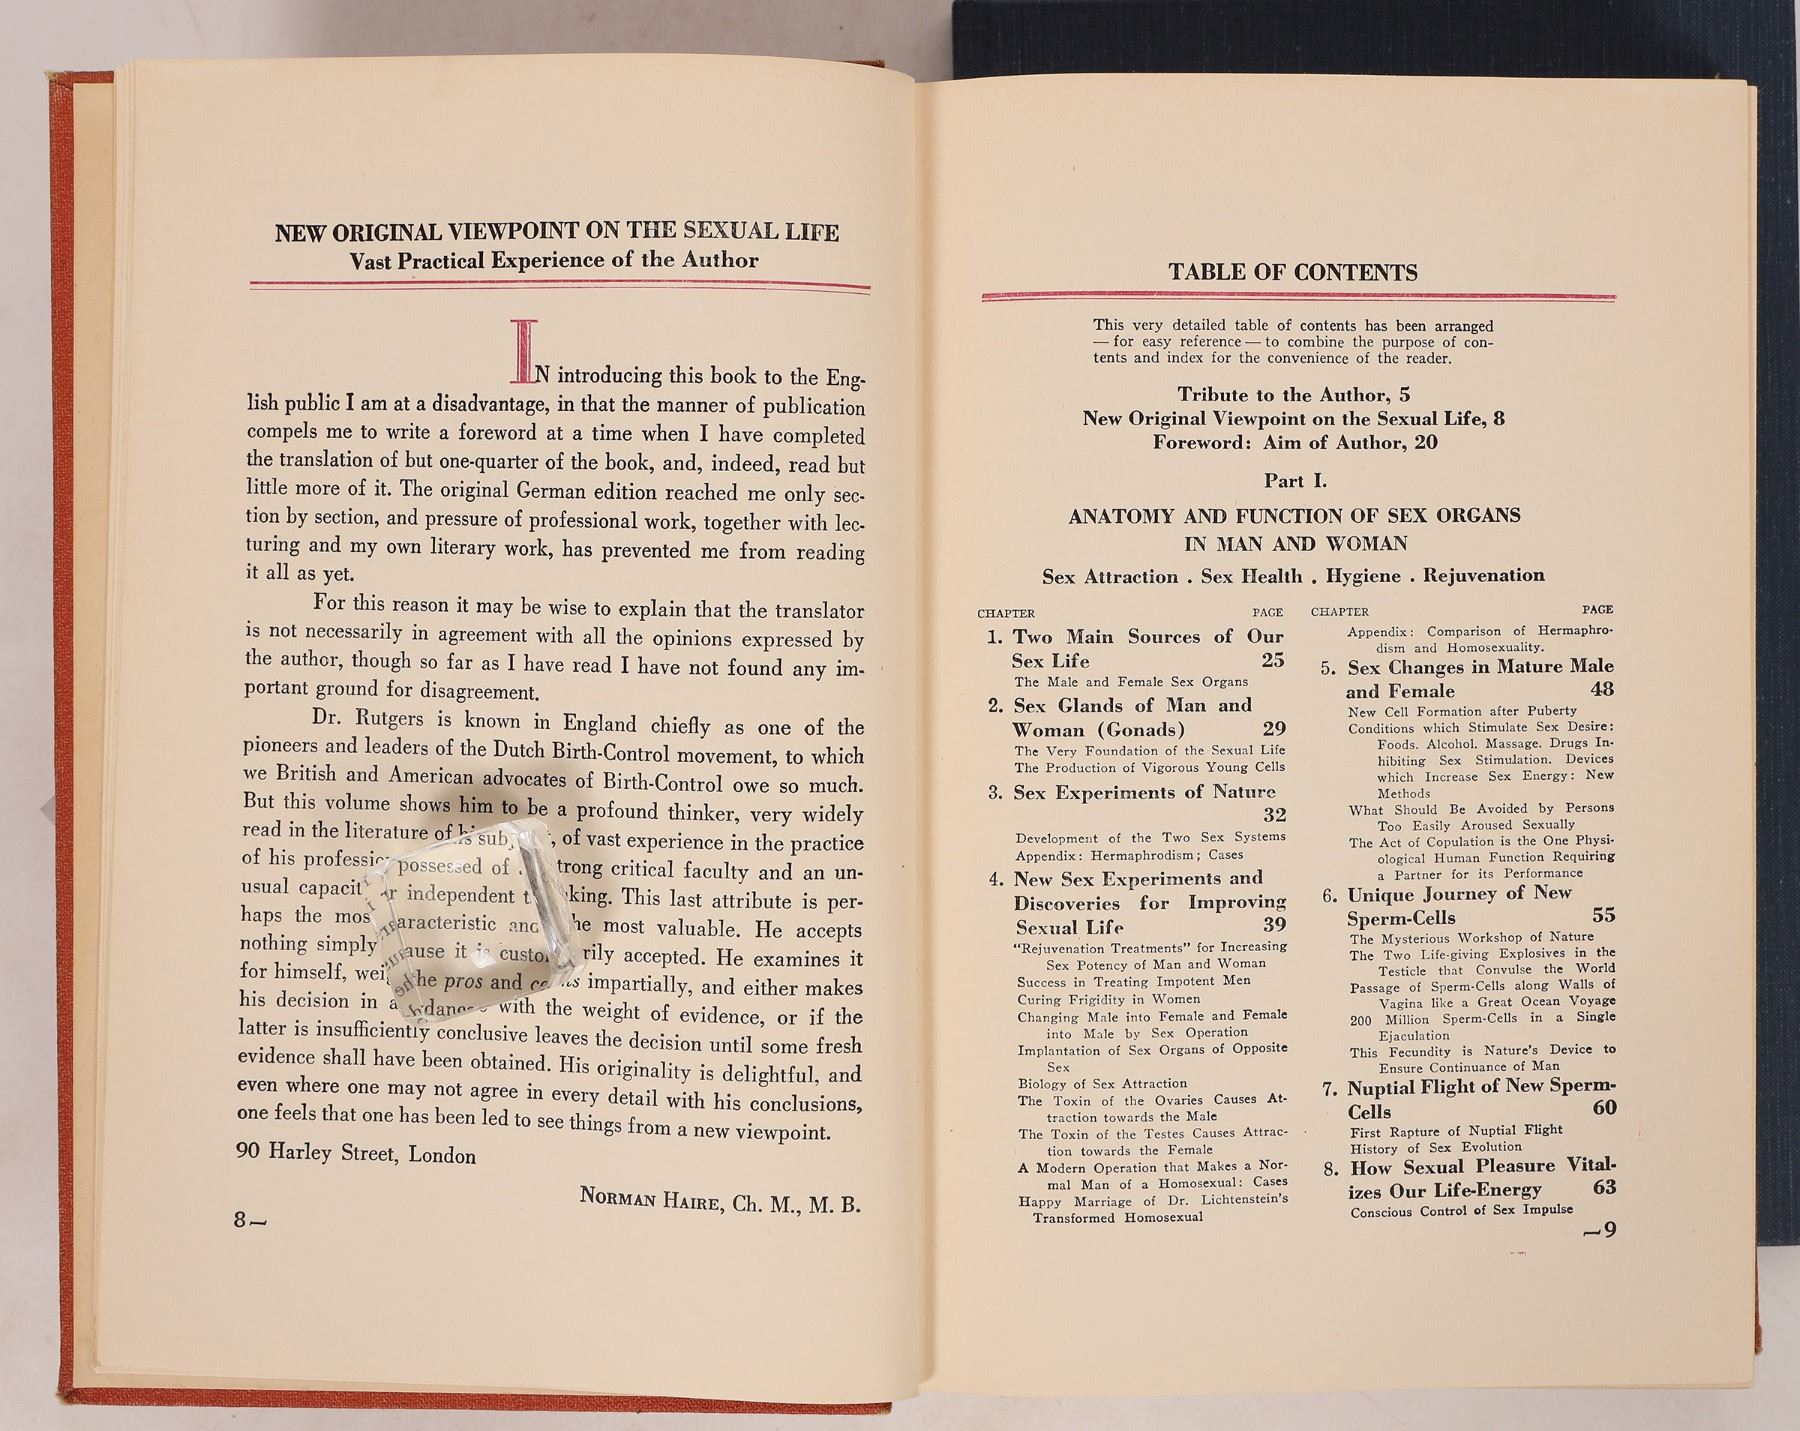 NEW ORIGINAL VIEWPOINT ON THE SEXUAL LIFE
Vast Practical Experience of the Author
IN introducing this book to the Eng-
lish public I am at a disadvantage, in that the manner of publication
compels me to write a foreword at a time when I have completed
the translation of but one-quarter of the book, and, indeed, read but
little more of it. The original German edition reached me only sec-
tion by section, and pressure of professional work, together with lec-
turing and my own literary work, has prevented me from reading
it all as yet.
For this reason it may be wise to explain that the translator
is not necessarily in agreement with all the opinions expressed by
the author, though so far as I have read I have not found any im-
portant ground for disagreement.
Dr. Rutgers is known in England chiefly as one of the
pioneers and leaders of the Dutch Birth-Control movement, to which
we British and American advocates of Birth-Control owe so much.
But this volume shows him to be a profound thinker, very widely
read in the literature of his , of vast experience in the practice
of his possessed of critical faculty and an un-
usual independent This last attribute is per-
haps the and most valuable. He accepts
nothing simply it is rily accepted. He examines it
for himself, the pros and impartially, and either makes
his decision in with the weight of evidence, or if the
latter is insufficiently conclusive leaves the decision until some fresh
evidence shall have been obtained. His originality is delightful, and
even where one may not agree in every detail with his conclusions,
one feels that one has been led to see things from a new viewpoint.
90 Harley Street, London
NORMAN HAIRE, Ch. M., M. B.
8—
TABLE OF CONTENTS
This very detailed table of contents has been arranged
— for easy reference — to combine the purpose of con-
tents and index for the convenience of the reader.
Tribute to the Author, 5
New Original Viewpoint on the Sexual Life, 8
Foreword: Aim of Author, 20
Part I.
ANATOMY AND FUNCTION OF SEX ORGANS
IN MAN AND WOMAN
Sex Attraction . Sex Health . Hygiene . Rejuvenation
CHAPTER PAGE
1. Two Main Sources of Our
Sex Life 25
The Male and Female Sex Organs
2. Sex Glands of Man and
Woman (Gonads) 29
The Very Foundation of the Sexual Life
The Production of Vigorous Young Cells
3. Sex Experiments of Nature
32
Development of the Two Sex Systems
Appendix: Hermaphrodism; Cases
4. New Sex Experiments and
Discoveries for Improving
Sexual Life 39
"Rejuvenation Treatments" for Increasing
Sex Potency of Man and Woman
Success in Treating Impotent Men
Curing Frigidity in Women
Changing Male into Female and Female
into Male by Sex Operation
Implantation of Sex Organs of Opposite
Sex
Biology of Sex Attraction
The Toxin of the Ovaries Causes At-
traction towards the Male
The Toxin of the Testes Causes Attrac-
tion towards the Female
A Modern Operation that Makes a Nor-
mal Man of a Homosexual: Cases
Happy Marriage of Dr. Lichtenstein's
Transformed Homosexual
CHAPTER PAGE
Appendix: Comparison of Hermaphro-
dism and Homosexuality.
5. Sex Changes in Mature Male
and Female 48
New Cell Formation after Puberty
Conditions which Stimulate Sex Desire:
Foods. Alcohol. Massage. Drugs In-
hibiting Sex Stimulation. Devices
which Increase Sex Energy: New
Methods
What Should Be Avoided by Persons
Too Easily Aroused Sexually
The Act of Copulation is the One Physi-
ological Human Function Requiring
a Partner for its Performance
6. Unique Journey of New
Sperm-Cells 55
The Mysterious Workshop of Nature
The Two Life-giving Explosives in the
Testicle that Convulse the World
Passage of Sperm-Cells along Walls of
Vagina like a Great Ocean Voyage
200 Million Sperm-Cells in a Single
Ejaculation
This Fecundity is Nature's Device to
Ensure Continuance of Man
7. Nuptial Flight of New Sperm-
Cells 60
First Rapture of Nuptial Flight
History of Sex Evolution
8. How Sexual Pleasure Vital-
izes Our Life-Energy 63
Conscious Control of Sex Impulse
—9